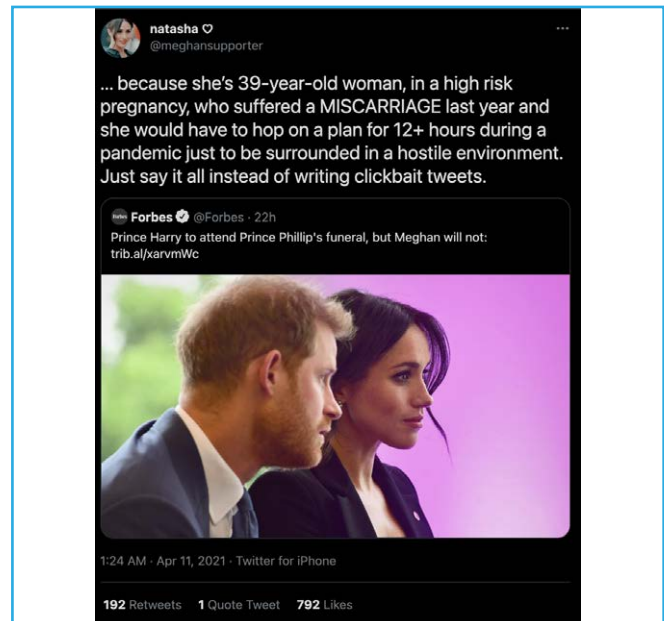 natasha ♡
@meghansupporter
... because she's 39-year-old woman, in a high risk
pregnancy, who suffered a MISCARRIAGE last year and
she would have to hop on a plan for 12+ hours during a
pandemic just to be surrounded in a hostile environment.
Just say it all instead of writing clickbait tweets.
Forbes
Forbes @Forbes · 22h
Prince Harry to attend Prince Phillip's funeral, but Meghan will not:
trib.al/xarvmWc
1:24 AM · Apr 11, 2021 · Twitter for iPhone
192 Retweets 1 Quote Tweet 792 Likes